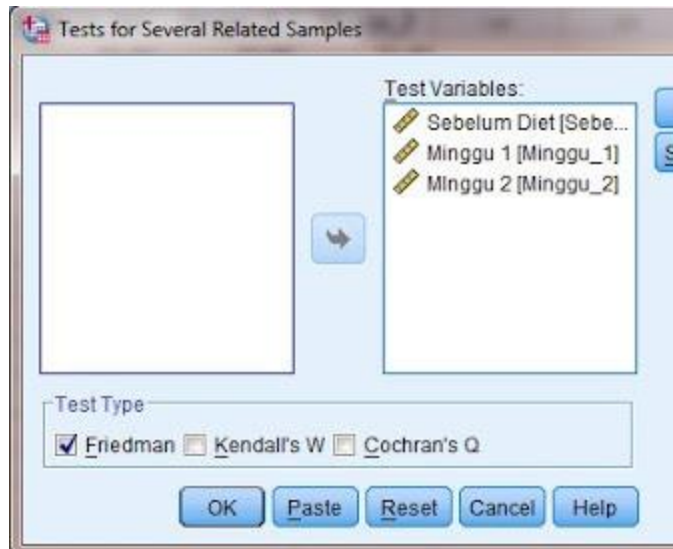 Tests for Several Related Samples
Test Variables:
Sebelum Diet [Sebe...
Minggu 1 [Minggu_1]
MInggu 2 [Minggu_2]
S
Test Type
Friedman Kendall's W Cochran's Q
OK Paste Reset Cancel Help